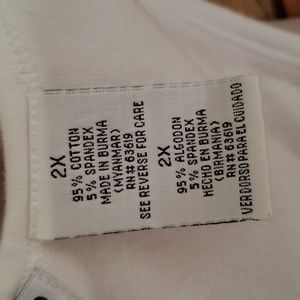 2X
95% COTTON
5% SPANDEX
MADE IN BURMA
(MYANMAR)
RN# 63619
SEE REVERSE FOR CARE
2X
95% ALGODON
5% SPANDEX
HECHO EN BURMA
(BIRMANIA)
RN# 63619
VER DORSO PARA EL CUIDADO